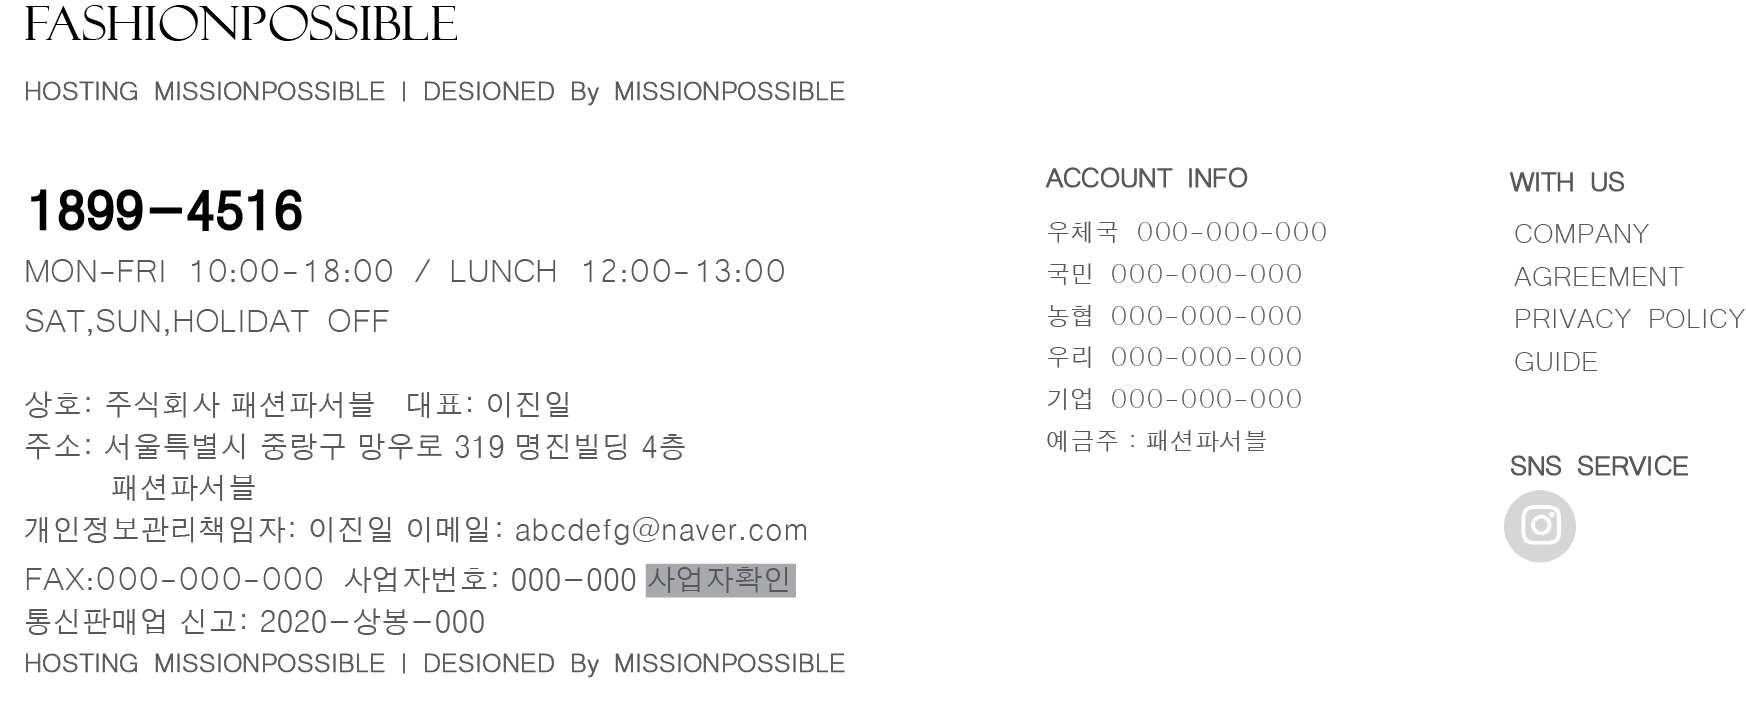 FASHIONPOSSIBLE
HOSTING MISSIONPOSSIBLE | DESIONED By MISSIONPOSSIBLE
1899-4516
MON-FRI 10:00-18:00 / LUNCH 12:00-13:00
SAT,SUN,HOLIDAT OFF
상호: 주식회사 패션파서블 대표: 이진일
주소: 서울특별시 중랑구 망우로 319 명진빌딩 4층
패션파서블
개인정보관리책임자: 이진일 이메일: abcdefg@naver.com
FAX:000-000-000 사업자번호: 000-000 사업자확인
통신판매업 신고: 2020-상봉-000
HOSTING MISSIONPOSSIBLE | DESIONED By MISSIONPOSSIBLE
ACCOUNT INFO
우체국 000-000-000
국민 000-000-000
농협 000-000-000
우리 000-000-000
기업 000-000-000
예금주 : 패션파서블
WITH US
COMPANY
AGREEMENT
PRIVACY POLICY
GUIDE
SNS SERVICE